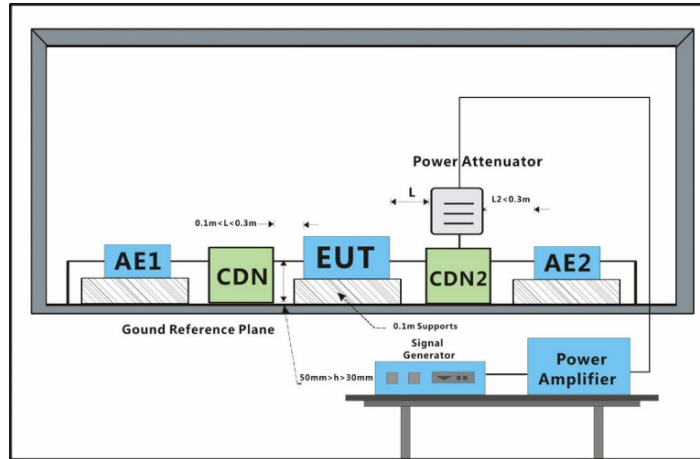 Power Attenuator
L
L2<0.3m
0.1m<L<0.3m
AE1
CDN
EUT
CDN2
AE2
Gound Reference Plane
0.1m Supports
Signal
Generator
50mm>h>30mm
Power
Amplifier